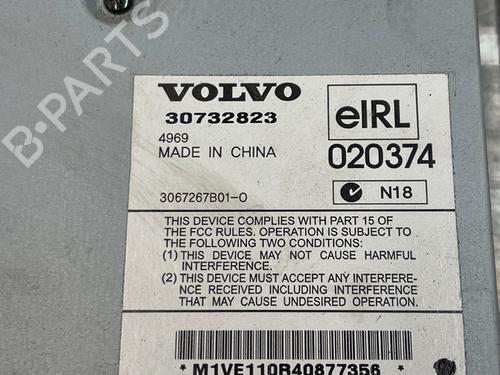 B-PARTS
VOLVO
30732823
4969
MADE IN CHINA
3067267B01-O
eIRL
020374
N18
THIS DEVICE COMPLIES WITH PART 15 OF
THE FCC RULES. OPERATION IS SUBJECT TO
THE FOLLOWING TWO CONDITIONS:
(1) THIS DEVICE MAY NOT CAUSE HARMFUL
INTERFERENCE.
(2) THIS DEVICE MUST ACCEPT ANY INTERFERE-
NCE RECEIVED INCLUDING INTERFERENCE
THAT MAY CAUSE UNDESIRED OPERATION.
* M1VE110R40877356 *